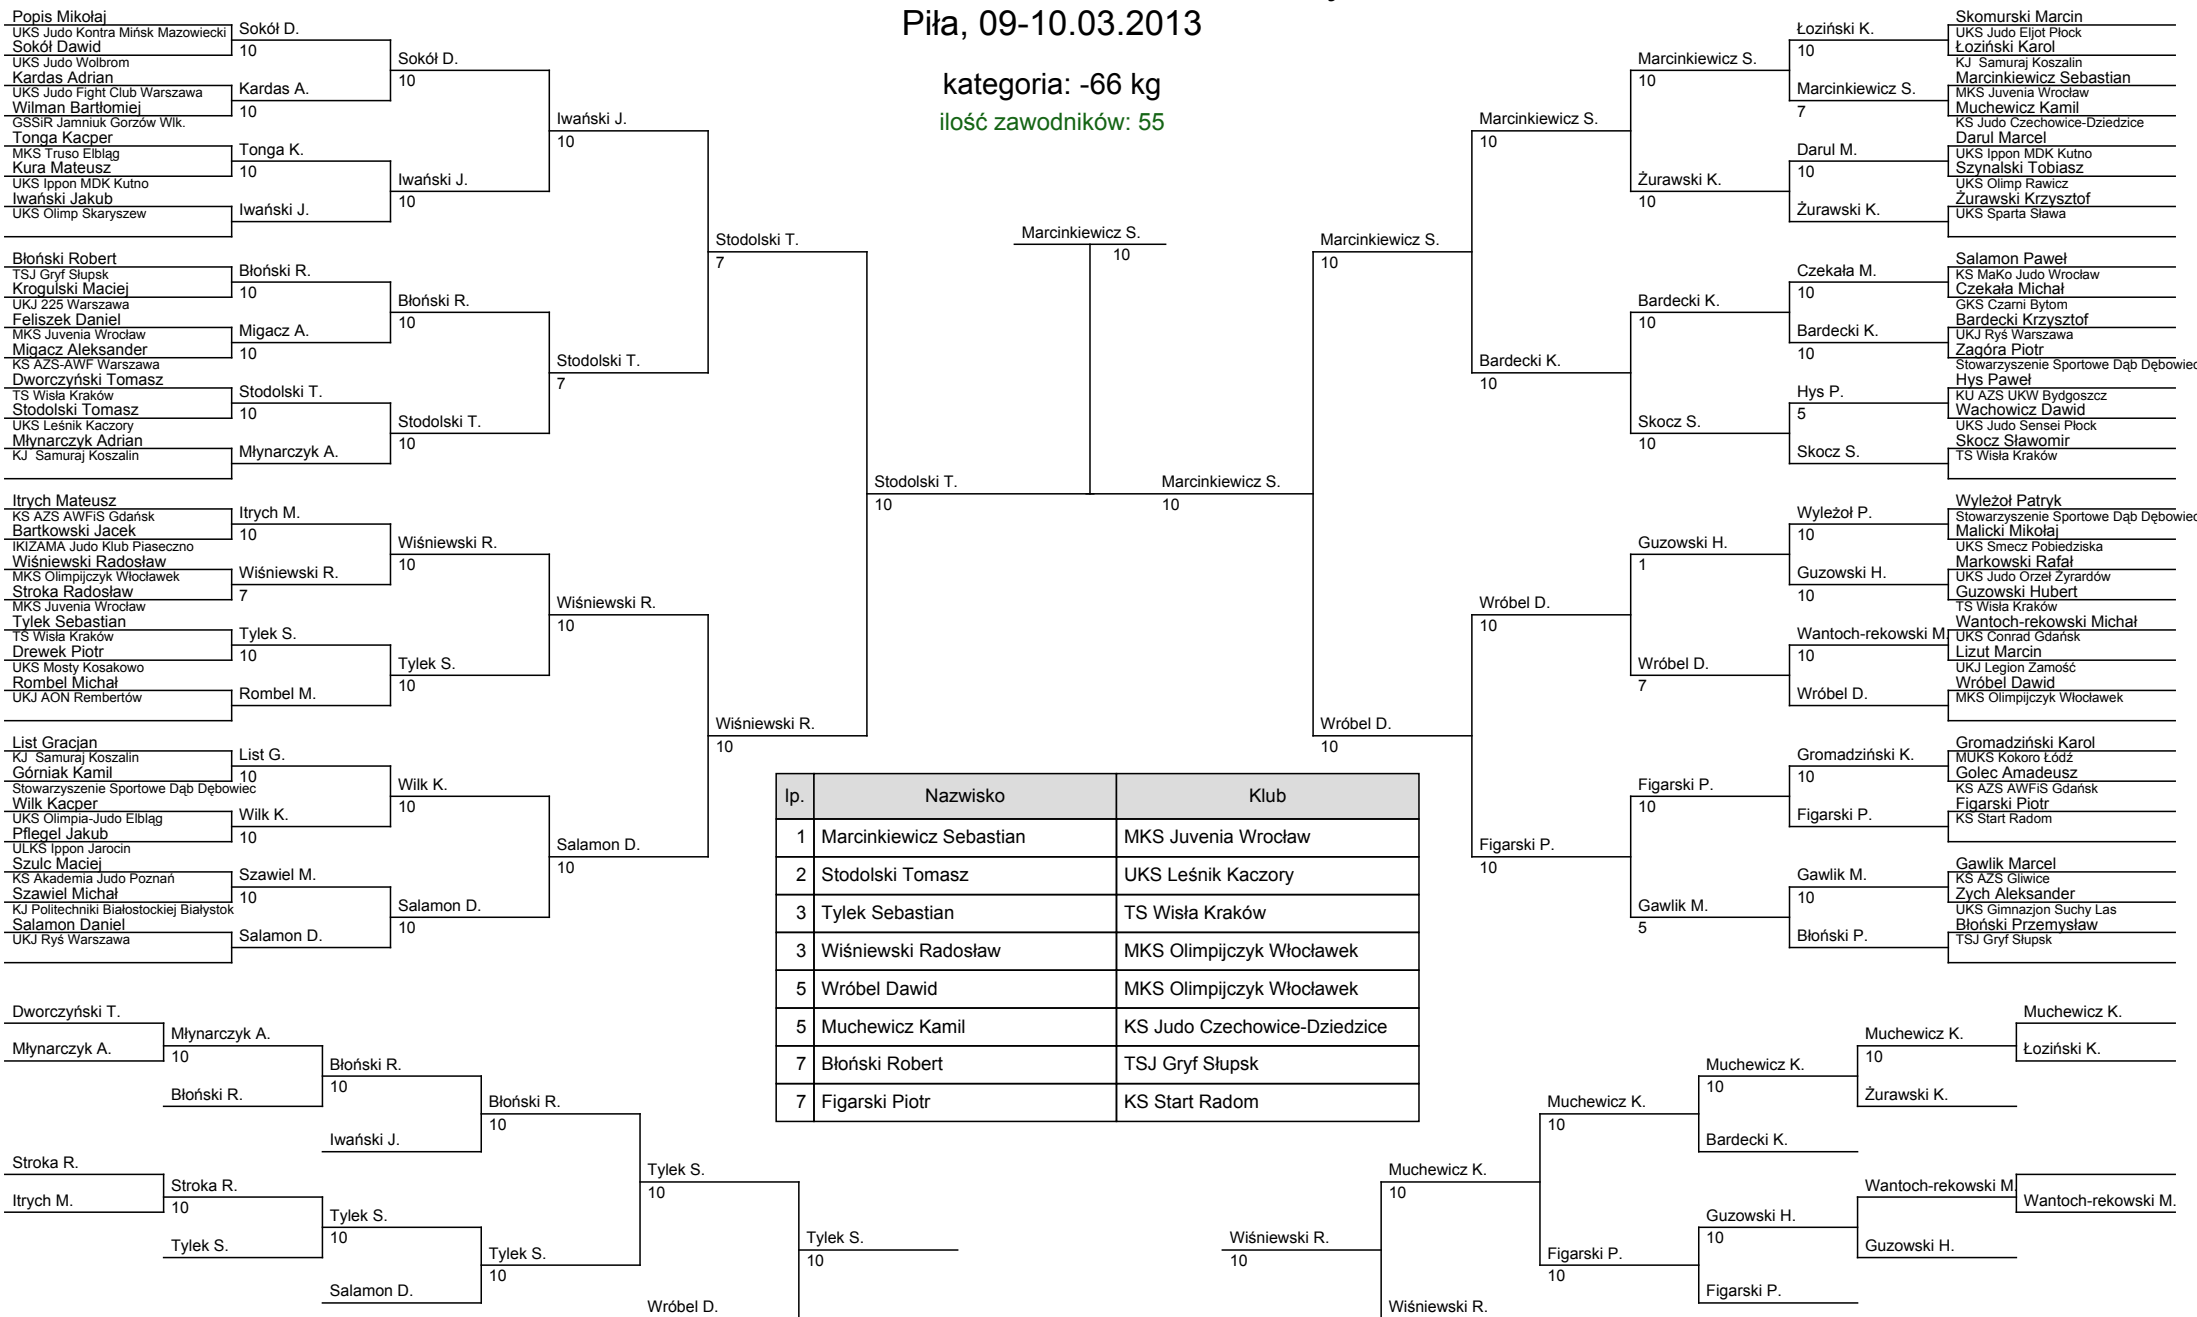 Piła, 09-10.03.2013
kategoria: -66 kg
ilość zawodników: 55
Popis Mikołaj
UKS Judo Kontra Mińsk Mazowiecki
Sokół Dawid
UKS Judo Wolbrom
Kardas Adrian
UKS Judo Fight Club Warszawa
Wilman Bartłomiej
GSSiR Jamniuk Gorzów Wlk.
Tonga Kacper
MKS Truso Elbląg
Kura Mateusz
UKS Ippon MDK Kutno
Iwański Jakub
UKS Olimp Skaryszew
Błoński Robert
TSJ Gryf Słupsk
Krogulski Maciej
UKJ 225 Warszawa
Feliszek Daniel
MKS Juvenia Wrocław
Migacz Aleksander
KS AZS-AWF Warszawa
Dworczyński Tomasz
TS Wisła Kraków
Stodolski Tomasz
UKS Leśnik Kaczory
Młynarczyk Adrian
KJ Samuraj Koszalin
Itrych Mateusz
KS AZS AWFiS Gdańsk
Bartkowski Jacek
IKIZAMA Judo Klub Piaseczno
Wiśniewski Radosław
MKS Olimpijczyk Włocławek
Stroka Radosław
MKS Juvenia Wrocław
Tylek Sebastian
TS Wisła Kraków
Drewek Piotr
UKS Mosty Kosakowo
Rombel Michał
UKJ AON Rembertów
List Gracjan
KJ Samuraj Koszalin
Górniak Kamil
Stowarzyszenie Sportowe Dąb Dębowiec
Wilk Kacper
UKS Olimpia-Judo Elbląg
Pflegel Jakub
ULKS Ippon Jarocin
Szulc Maciej
KS Akademia Judo Poznań
Szawiel Michał
KJ Politechniki Białostockiej Białystok
Salamon Daniel
UKJ Ryś Warszawa
Sokół D.
10
Kardas A.
10
Tonga K.
10
Iwański J.
Błoński R.
10
Migacz A.
10
Stodolski T.
10
Młynarczyk A.
Itrych M.
10
Wiśniewski R.
7
Tylek S.
10
Rombel M.
List G.
10
Wilk K.
10
Szawiel M.
10
Salamon D.
Sokół D.
10
Iwański J.
10
Błoński R.
10
Stodolski T.
10
Wiśniewski R.
10
Tylek S.
10
Wilk K.
10
Salamon D.
10
Iwański J.
10
Stodolski T.
7
Wiśniewski R.
10
Salamon D.
10
Stodolski T.
7
Wiśniewski R.
10
Stodolski T.
10
Marcinkiewicz S.
10
Marcinkiewicz S.
10
Marcinkiewicz S.
10
Wróbel D.
10
Marcinkiewicz S.
10
Bardecki K.
10
Wróbel D.
10
Figarski P.
10
Marcinkiewicz S.
10
Żurawski K.
10
Bardecki K.
10
Skocz S.
10
Guzowski H.
1
Wróbel D.
7
Figarski P.
10
Gawlik M.
5
Łoziński K.
10
Marcinkiewicz S.
7
Darul M.
10
Żurawski K.
Czekała M.
10
Bardecki K.
10
Hys P.
5
Skocz S.
Wyleżoł P.
10
Guzowski H.
10
Wantoch-rekowski M.
10
Wróbel D.
Gromadziński K.
10
Figarski P.
Gawlik M.
10
Błoński P.
Skomurski Marcin
UKS Judo Eljot Płock
Łoziński Karol
KJ Samuraj Koszalin
Marcinkiewicz Sebastian
MKS Juvenia Wrocław
Muchewicz Kamil
KS Judo Czechowice-Dziedzice
Darul Marcel
UKS Ippon MDK Kutno
Szynalski Tobiasz
UKS Olimp Rawicz
Żurawski Krzysztof
UKS Sparta Sława
Salamon Paweł
KS MaKo Judo Wrocław
Czekała Michał
GKS Czarni Bytom
Bardecki Krzysztof
UKJ Ryś Warszawa
Zagóra Piotr
Stowarzyszenie Sportowe Dąb Dębowiec
Hys Paweł
KU AZS UKW Bydgoszcz
Wachowicz Dawid
UKS Judo Sensei Płock
Skocz Sławomir
TS Wisła Kraków
Wyleżoł Patryk
Stowarzyszenie Sportowe Dąb Dębowiec
Malicki Mikołaj
UKS Smecz Pobiedziska
Markowski Rafał
UKS Judo Orzeł Żyrardów
Guzowski Hubert
TS Wisła Kraków
Wantoch-rekowski Michał
UKS Conrad Gdańsk
Lizut Marcin
UKJ Legion Zamość
Wróbel Dawid
MKS Olimpijczyk Włocławek
Gromadziński Karol
MUKS Kokoro Łódź
Golec Amadeusz
KS AZS AWFiS Gdańsk
Figarski Piotr
KS Start Radom
Gawlik Marcel
KS AZS Gliwice
Zych Aleksander
UKS Gimnazjon Suchy Las
Błoński Przemysław
TSJ Gryf Słupsk
lp. Nazwisko Klub
1 Marcinkiewicz Sebastian MKS Juvenia Wrocław
2 Stodolski Tomasz UKS Leśnik Kaczory
3 Tylek Sebastian TS Wisła Kraków
3 Wiśniewski Radosław MKS Olimpijczyk Włocławek
5 Wróbel Dawid MKS Olimpijczyk Włocławek
5 Muchewicz Kamil KS Judo Czechowice-Dziedzice
7 Błoński Robert TSJ Gryf Słupsk
7 Figarski Piotr KS Start Radom
Dworczyński T.
Młynarczyk A.
Stroka R.
Itrych M.
Młynarczyk A.
10
Błoński R.
Stroka R.
10
Tylek S.
Błoński R.
10
Iwański J.
Tylek S.
10
Salamon D.
Błoński R.
10
Tylek S.
10
Tylek S.
10
Wróbel D.
Tylek S.
10
Wiśniewski R.
10
Muchewicz K.
10
Wiśniewski R.
Muchewicz K.
10
Figarski P.
10
Muchewicz K.
10
Bardecki K.
Guzowski H.
10
Figarski P.
Muchewicz K.
10
Żurawski K.
Wantoch-rekowski M.
Guzowski H.
Muchewicz K.
Łoziński K.
Wantoch-rekowski M.